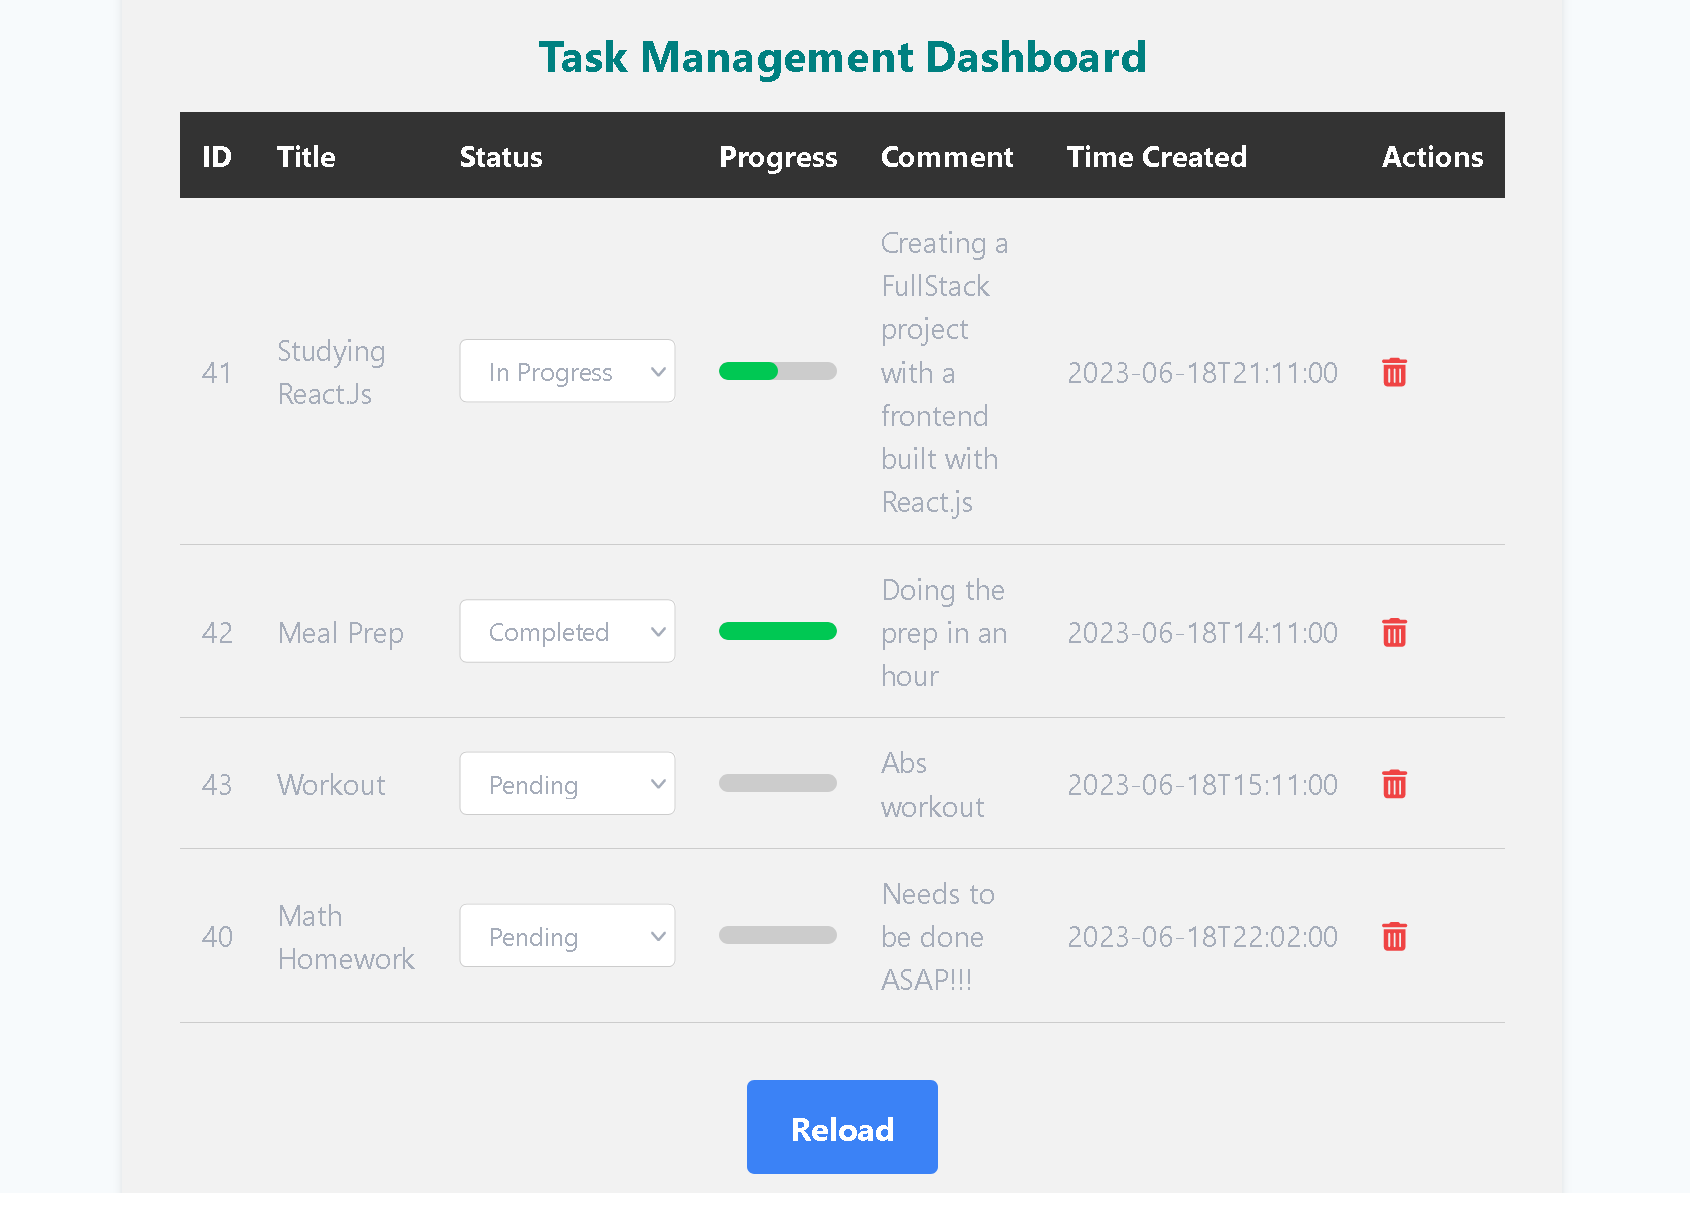 Task Management Dashboard
ID Title Status Progress Comment Time Created Actions
41
Studying
React.Js
In Progress
Creating a
FullStack
project
with a
frontend
built with
React.js
2023-06-18T21:11:00
42
Meal Prep
Completed
Doing the
prep in an
hour
2023-06-18T14:11:00
43
Workout
Pending
Abs
workout
2023-06-18T15:11:00
40
Math
Homework
Pending
Needs to
be done
ASAP!!!
2023-06-18T22:02:00
Reload